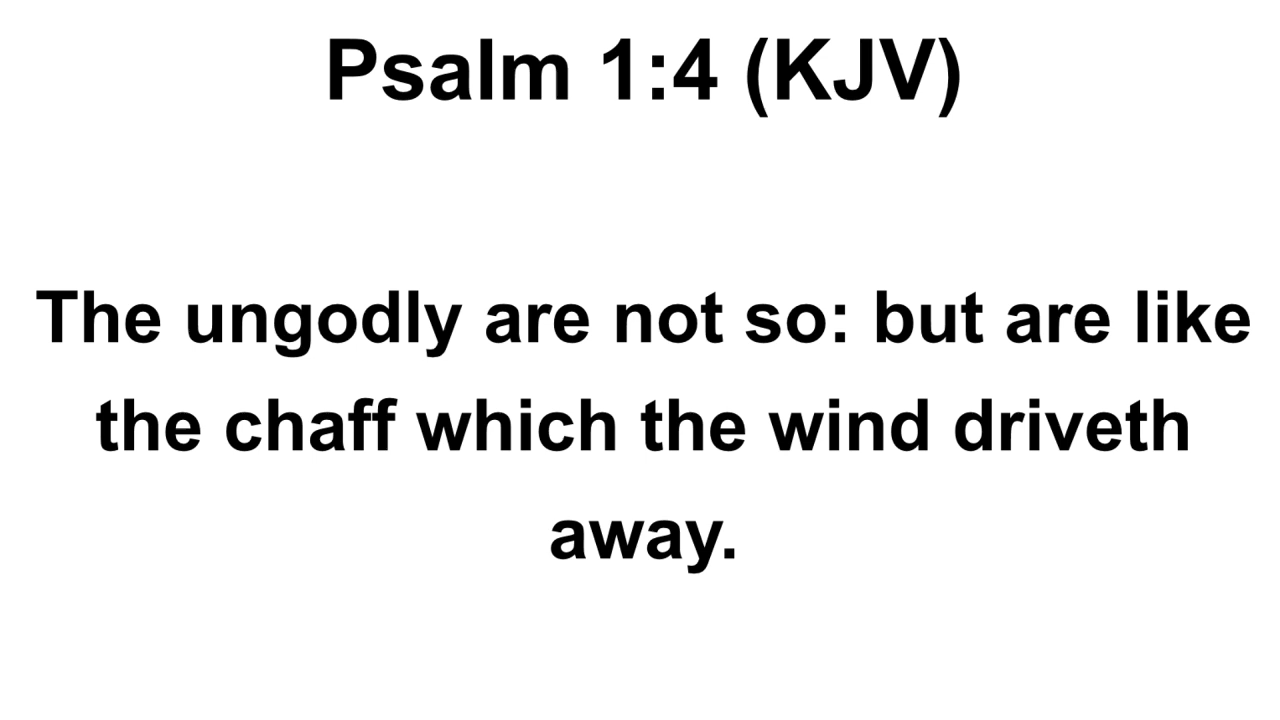 Psalm 1:4 (KJV)
The ungodly are not so: but are like
the chaff which the wind driveth
away.